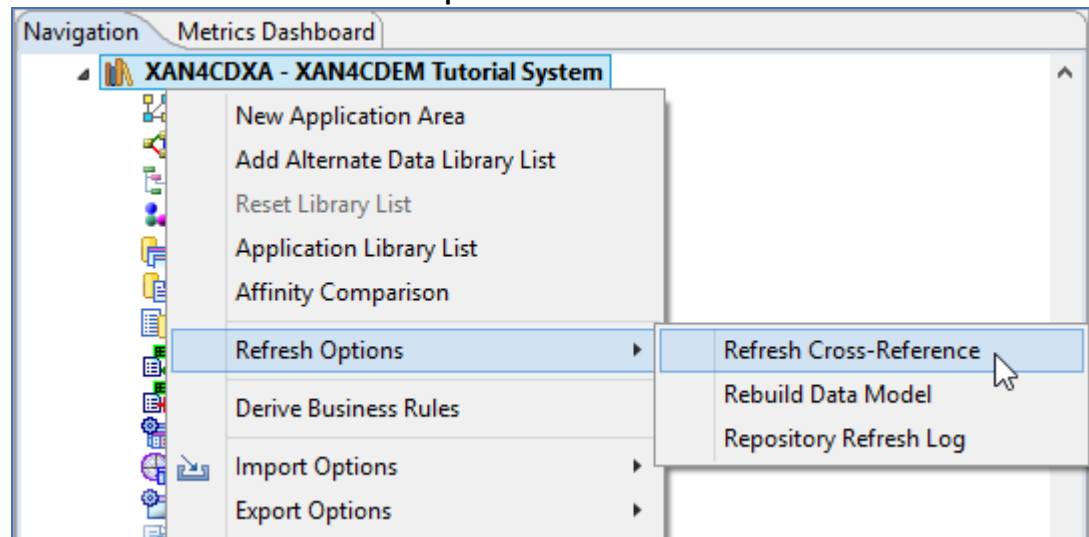 Navigation Metrics Dashboard
XAN4CDXA - XAN4CDEM Tutorial System
New Application Area
Add Alternate Data Library List
Reset Library List
Application Library List
Affinity Comparison
Refresh Options
Refresh Cross-Reference
Rebuild Data Model
Repository Refresh Log
Derive Business Rules
Import Options
Export Options